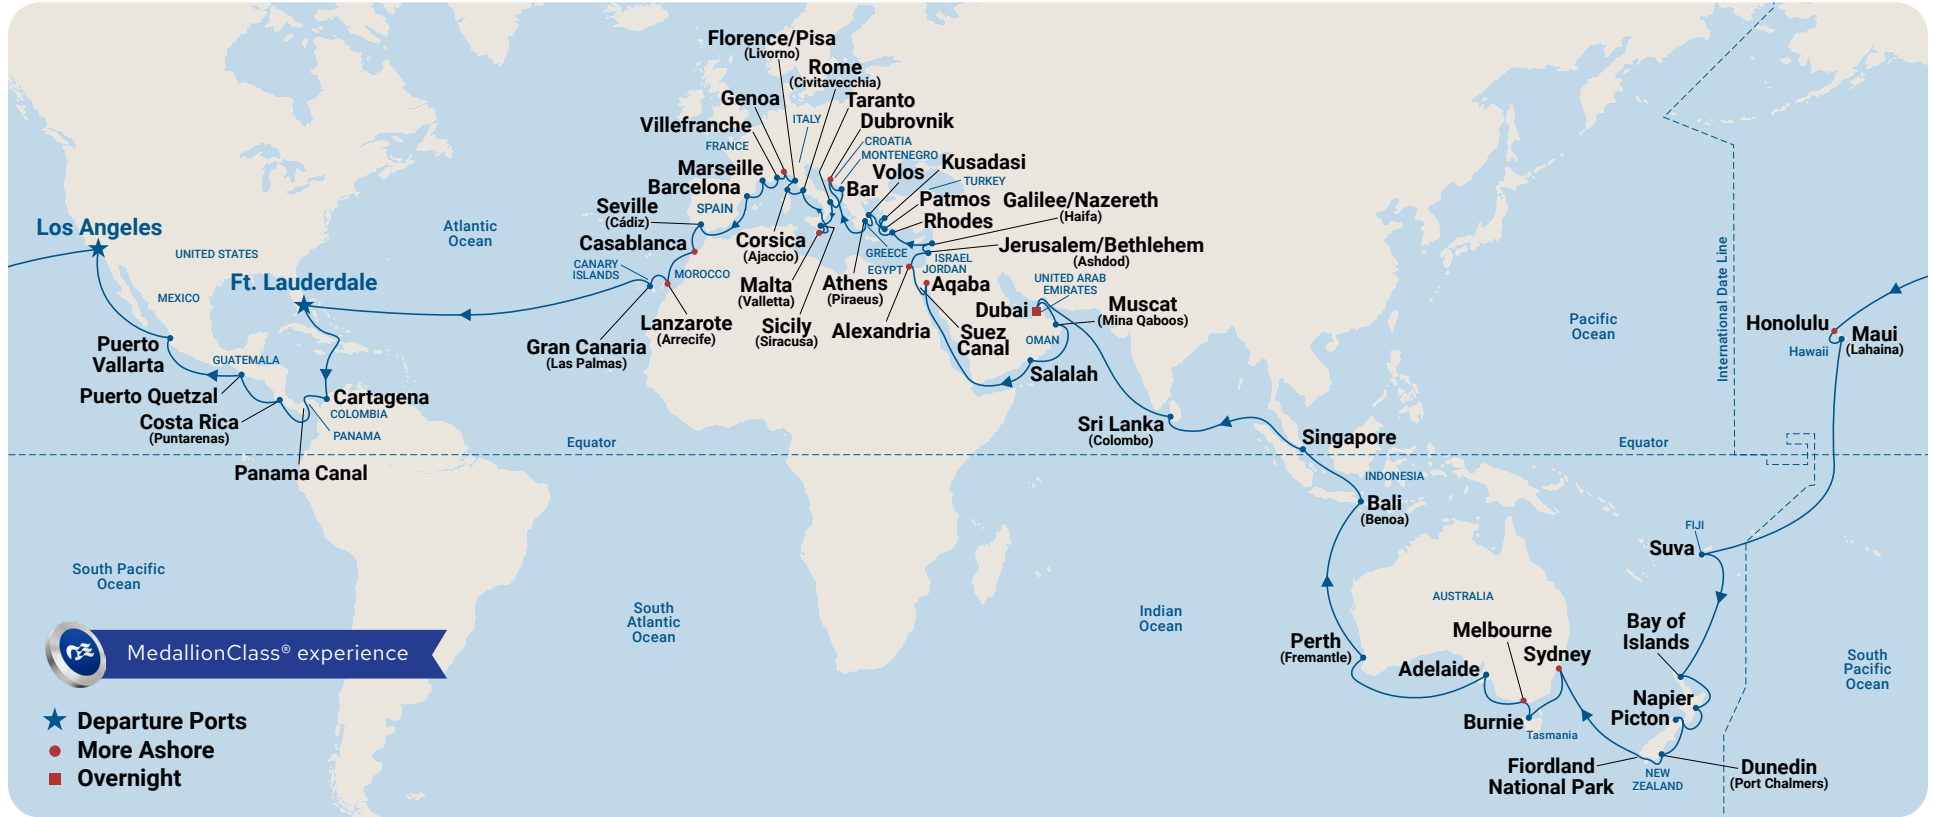 Florence/Pisa
(Livorno)
Rome
(Civitavecchia)
Genoa
Taranto
Villefranche
ITALY
Dubrovnik
FRANCE
CROATIA
MONTENEGRO
Marseille
Volos
Kusadasi
TURKEY
Barcelona
Bar
Seville
(Cádiz)
SPAIN
Patmos
Galilee/Nazereth
(Haifa)
Rhodes
Casablanca
Corsica
(Ajaccio)
Jerusalem/Bethlehem
(Ashdod)
GREECE
ISRAEL
EGYPT
JORDAN
CANARY
ISLANDS
MOROCCO
Malta
(Valletta)
Athens
(Piraeus)
Aqaba
UNITED ARAB
EMIRATES
Dubai
Muscat
(Mina Qaboos)
Lanzarote
(Arrecife)
Sicily
(Siracusa)
Alexandria
Suez
Canal
OMAN
Gran Canaria
(Las Palmas)
Salalah
Los Angeles
UNITED STATES
Atlantic
Ocean
Ft. Lauderdale
MEXICO
Puerto
Vallarta
GUATEMALA
Puerto Quetzal
Cartagena
COLOMBIA
Costa Rica
(Puntarenas)
PANAMA
Panama Canal
Equator
Sri Lanka
(Colombo)
Singapore
Equator
INDONESIA
Bali
(Benoa)
Pacific
Ocean
International Date Line
Honolulu
Maui
(Lahaina)
Hawaii
FIJI
Suva
South Pacific
Ocean
South
Atlantic
Ocean
Indian
Ocean
AUSTRALIA
Perth
(Fremantle)
Melbourne
Adelaide
Sydney
Burnie
Tasmania
Bay of
Islands
Napier
Picton
South
Pacific
Ocean
Fiordland
National Park
NEW
ZEALAND
Dunedin
(Port Chalmers)
MedallionClass® experience
Departure Ports
More Ashore
Overnight